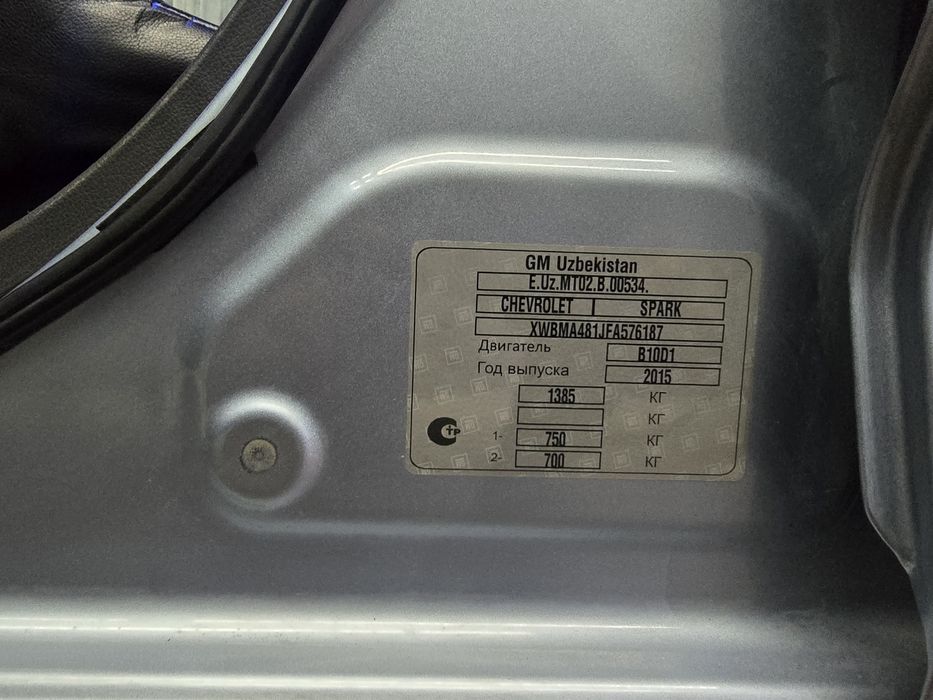 GM Uzbekistan
E.Uz.MT02.B.00534.
CHEVROLET SPARK
XWBMA481JFA576187
Двигатель B10D1
Год выпуска 2015
1385 КГ
КГ
1- 750 КГ
2- 700 КГ